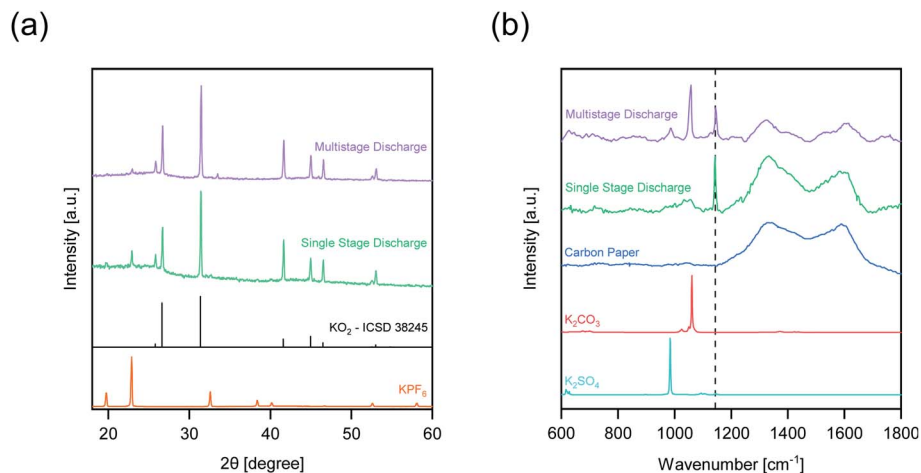 (a)
(b)
Multistage Discharge
Single Stage Discharge
KO₂ - ICSD 38245
KPF₆
Intensity [a.u.]
20 30 40 50 60
2θ [degree]
Multistage Discharge
Single Stage Discharge
Carbon Paper
K₂CO₃
K₂SO₄
Intensity [a.u.]
600 800 1000 1200 1400 1600 1800
Wavenumber [cm⁻¹]